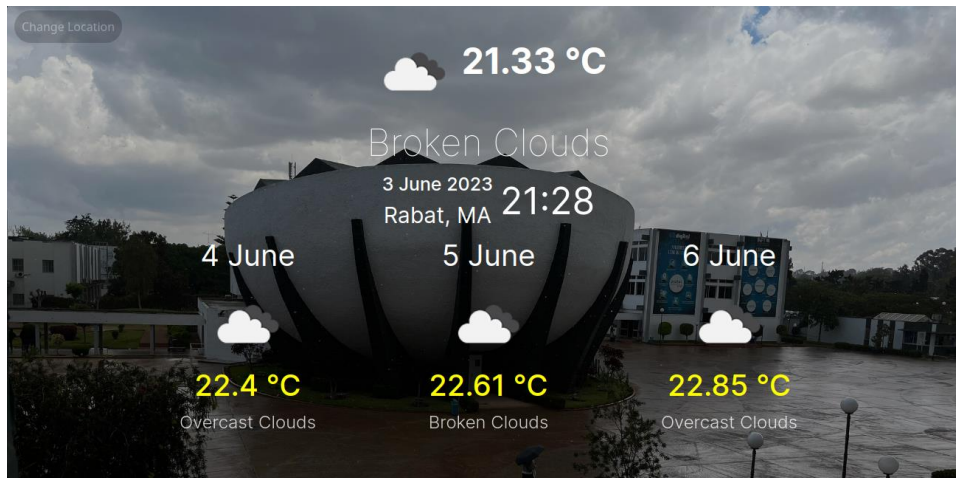 Change Location
21.33 °C
Broken Clouds
3 June 2023
Rabat, MA
21:28
4 June
5 June
6 June
22.4 °C
22.61 °C
22.85 °C
Overcast Clouds
Broken Clouds
Overcast Clouds